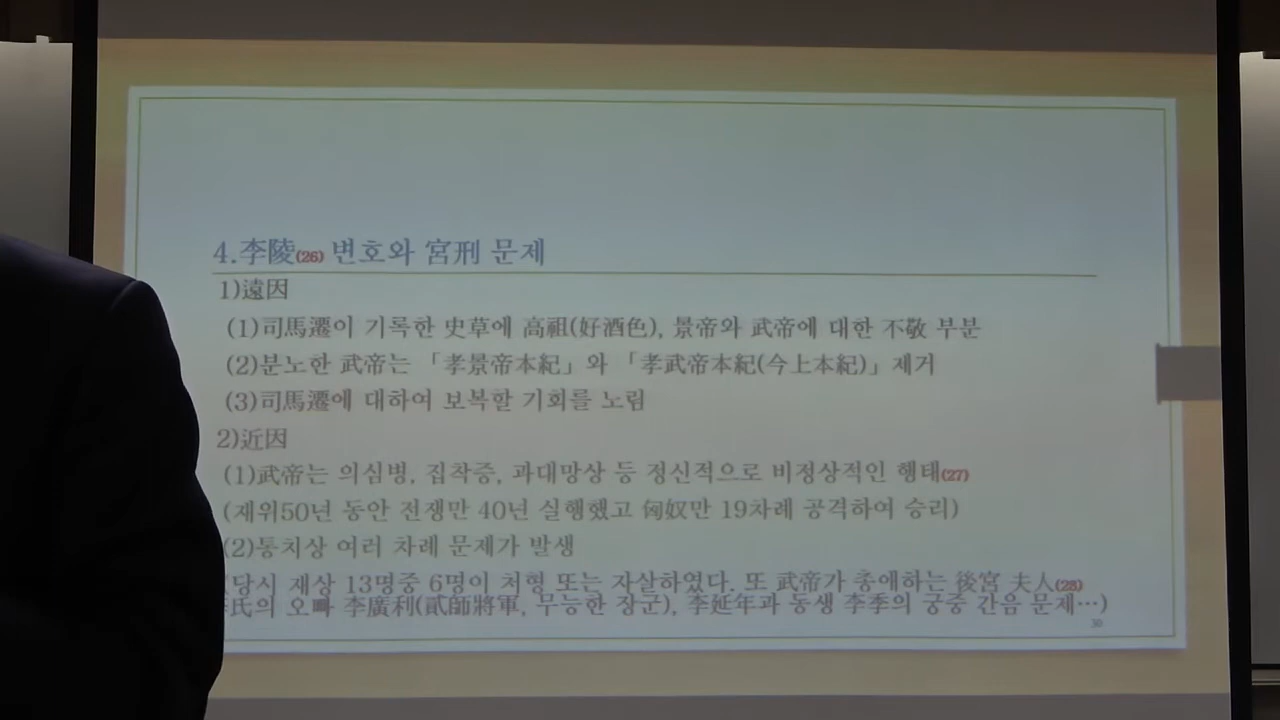 4.李陵(26) 변호와 宮刑 문제
1)遠因
(1)司馬遷이 기록한 史草에 高祖(好酒色), 景帝와 武帝에 대한 不敬 부분
(2)분노한 武帝는 「孝景帝本紀」와 「孝武帝本紀(今上本紀)」제거
(3)司馬遷에 대하여 보복할 기회를 노림
2)近因
(1)武帝는 의심병, 집착증, 과대망상 등 정신적으로 비정상적인 행태(27)
(재위50년 동안 전쟁만 40년 실행했고 匈奴만 19차례 공격하여 승리)
(2)통치상 여러 차례 문제가 발생
(당시 재상 13명중 6명이 처형 또는 자살하였다. 또 武帝가 총애하는 後宮 夫人(28)
氏의 오빠 李廣利(貳師將軍, 무능한 장군), 李延年과 동생 李季의 궁중 간음 문제…)
30